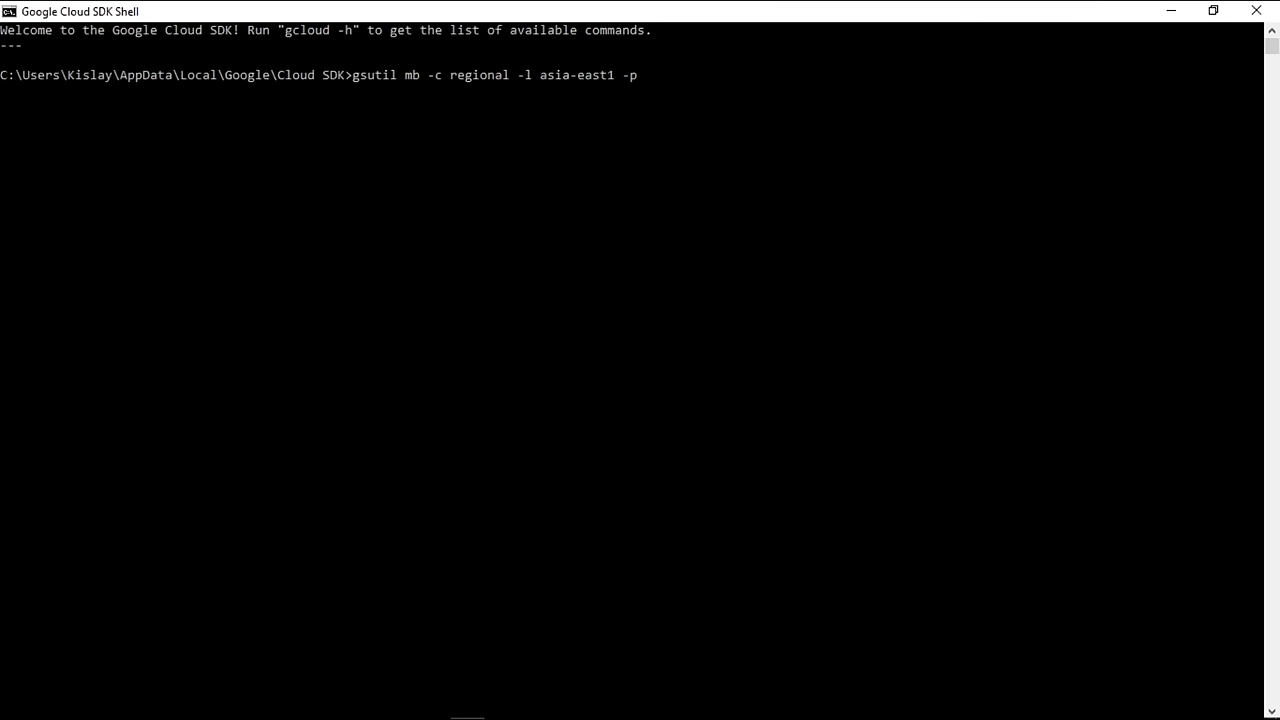 Google Cloud SDK Shell
Welcome to the Google Cloud SDK! Run "gcloud -h" to get the list of available commands.
---
C:\Users\Kislay\AppData\Local\Google\Cloud SDK>gsutil mb -c regional -l asia-east1 -p